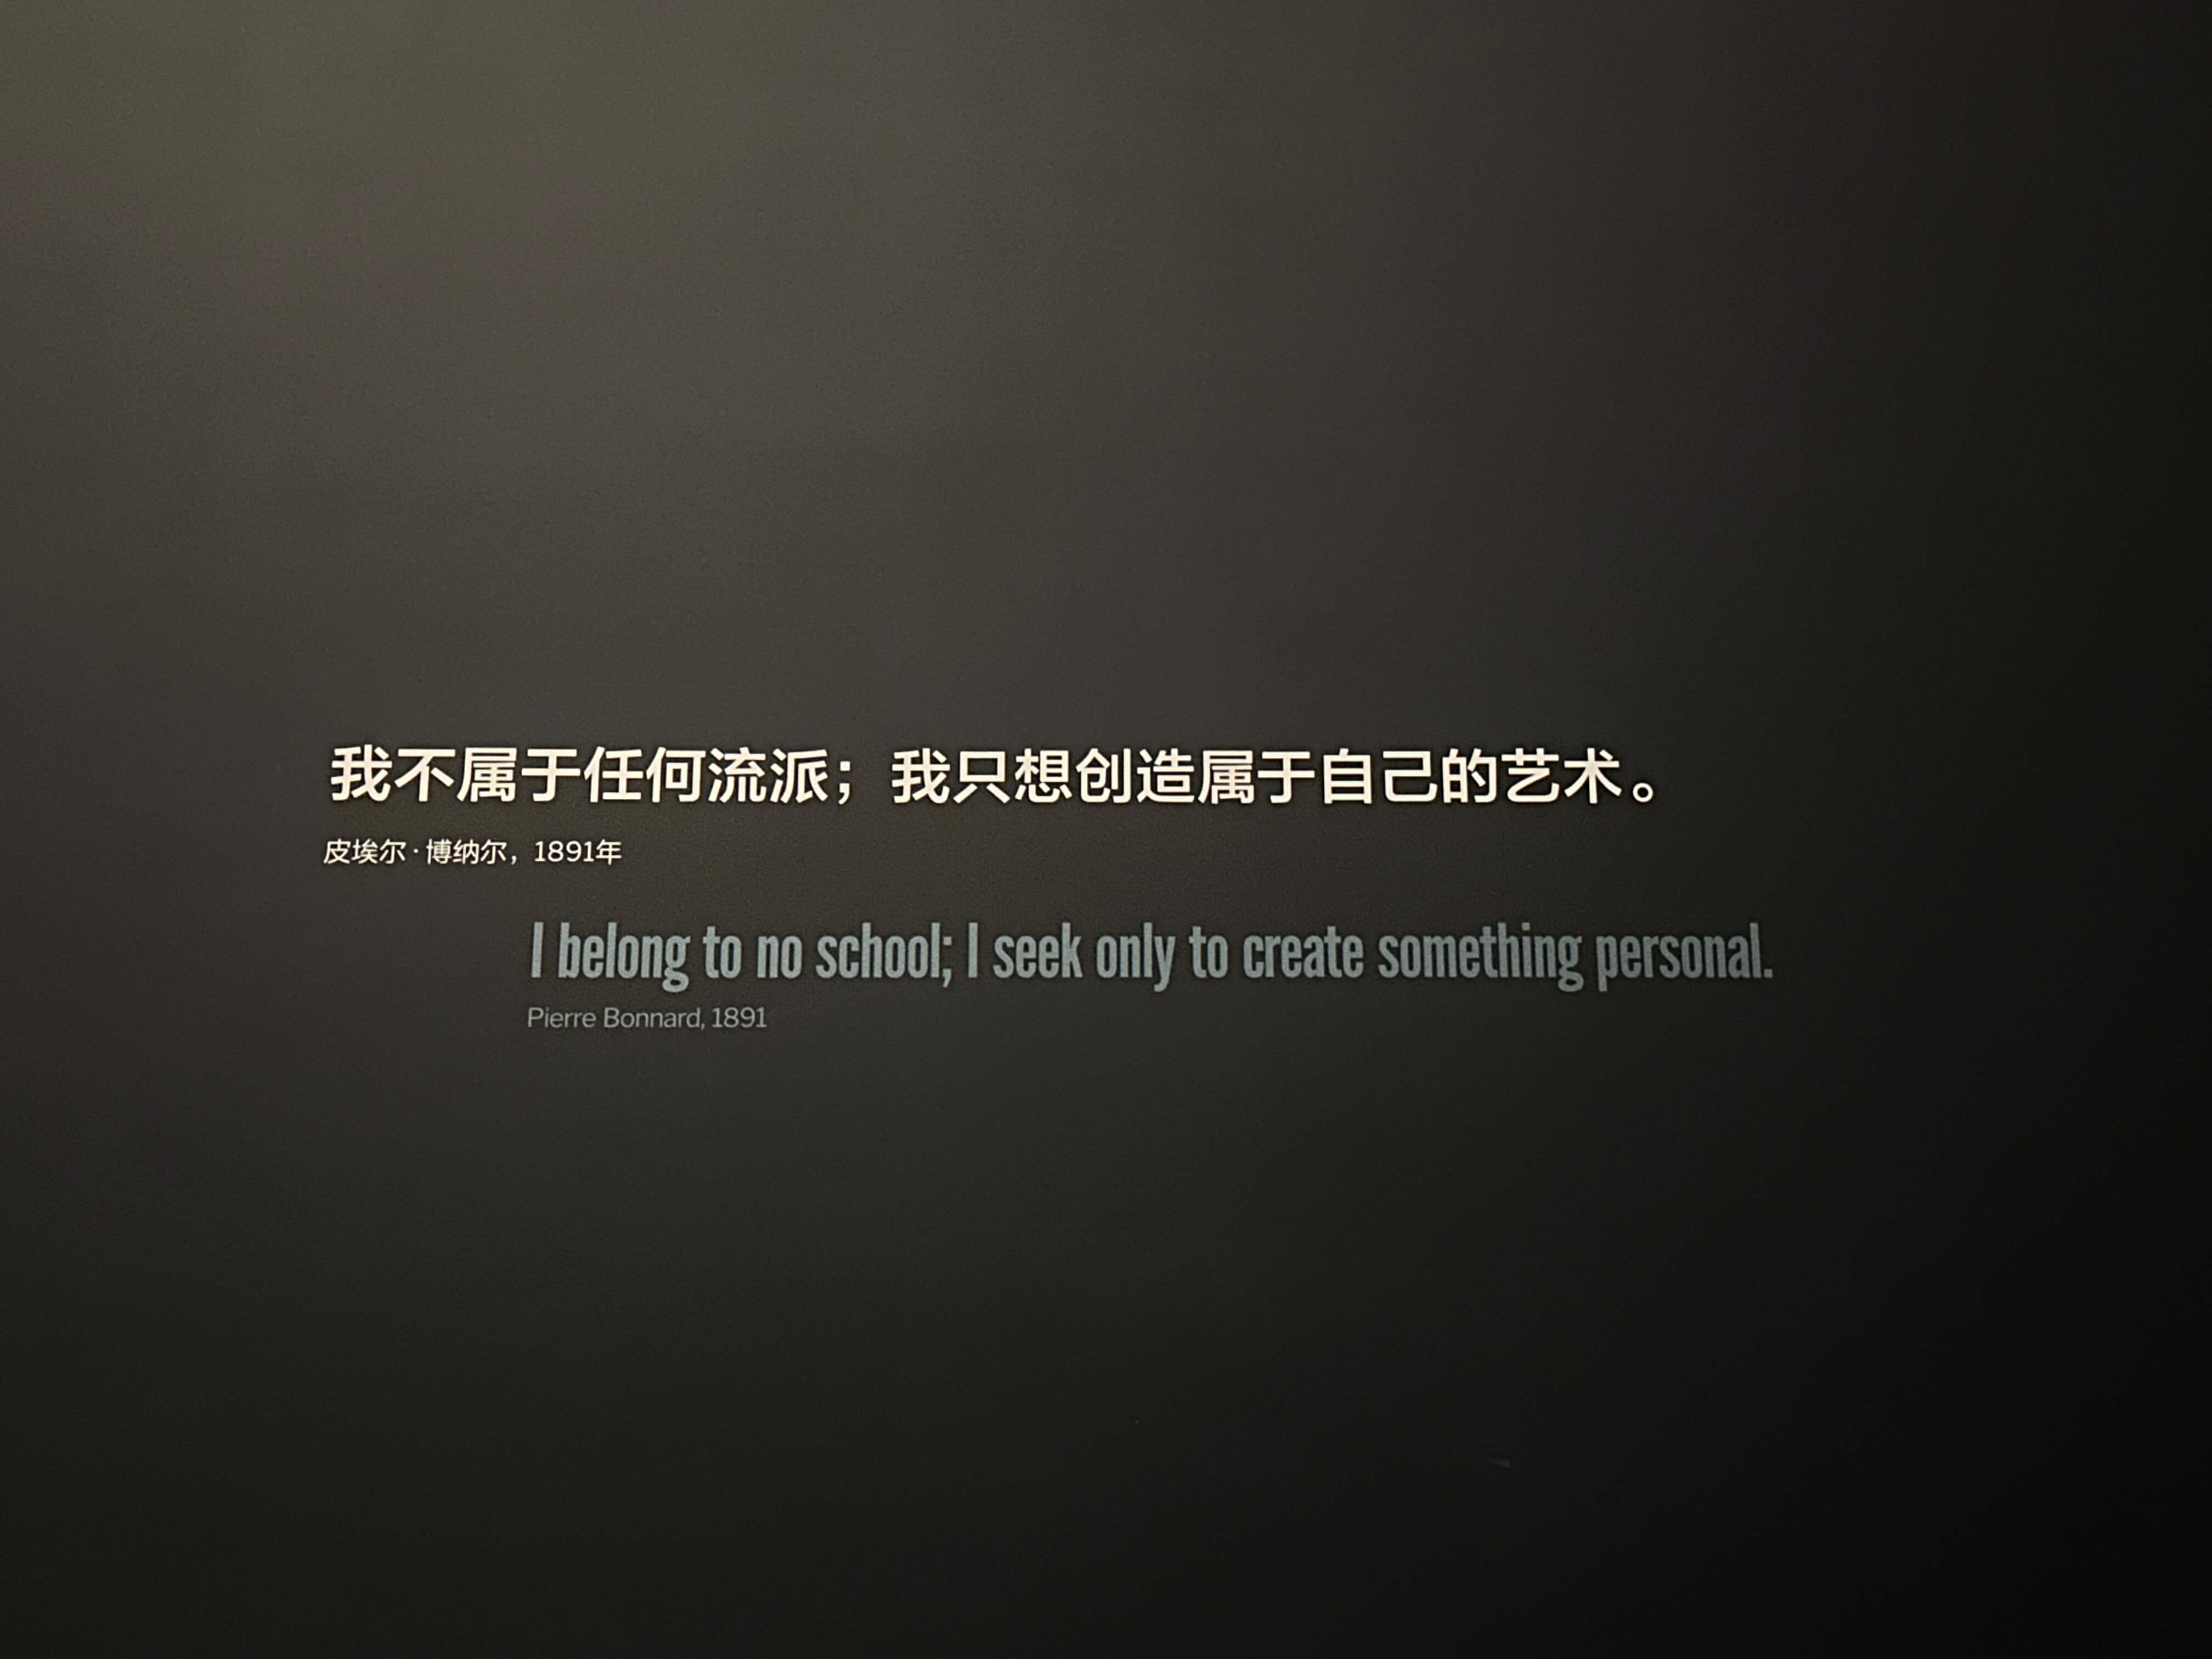 我不属于任何流派；我只想创造属于自己的艺术。
皮埃尔·博纳尔，1891年
I belong to no school; I seek only to create something personal.
Pierre Bonnard, 1891